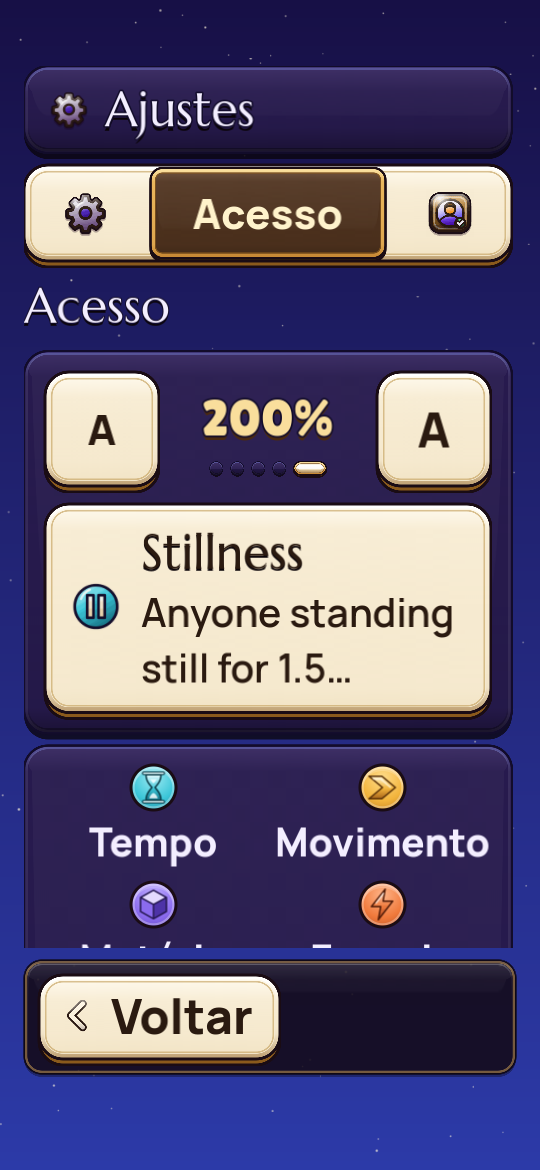 Ajustes
Acesso
Acesso
A 200% A
Stillness
Anyone standing
still for 1.5...
Tempo Movimento
Voltar